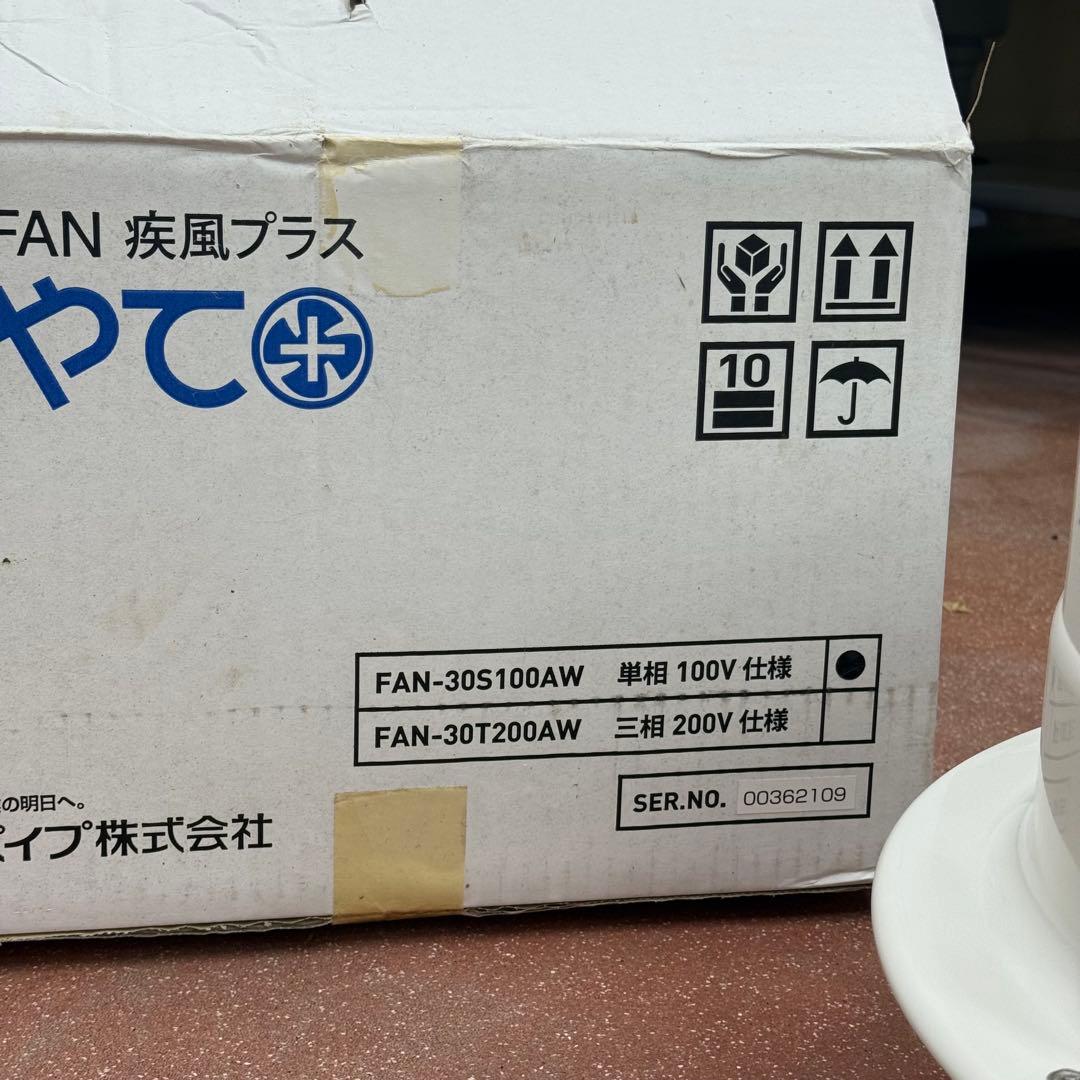 FAN 疾風プラス
やて
10
FAN-30S100AW 単相 100V 仕様 ●
FAN-30T200AW 三相 200V 仕様
SER.NO. 00362109
の明日へ。
パイプ株式会社